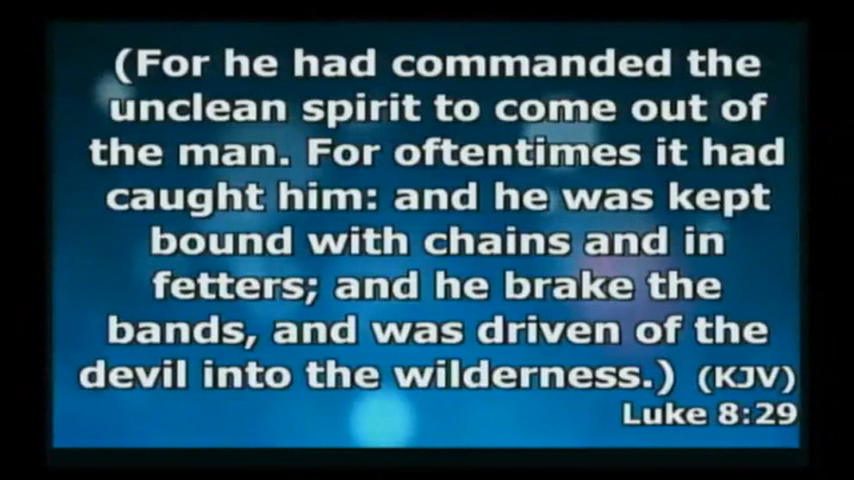 (For he had commanded the
unclean spirit to come out of
the man. For oftentimes it had
caught him: and he was kept
bound with chains and in
fetters; and he brake the
bands, and was driven of the
devil into the wilderness.) (KJV)
Luke 8:29